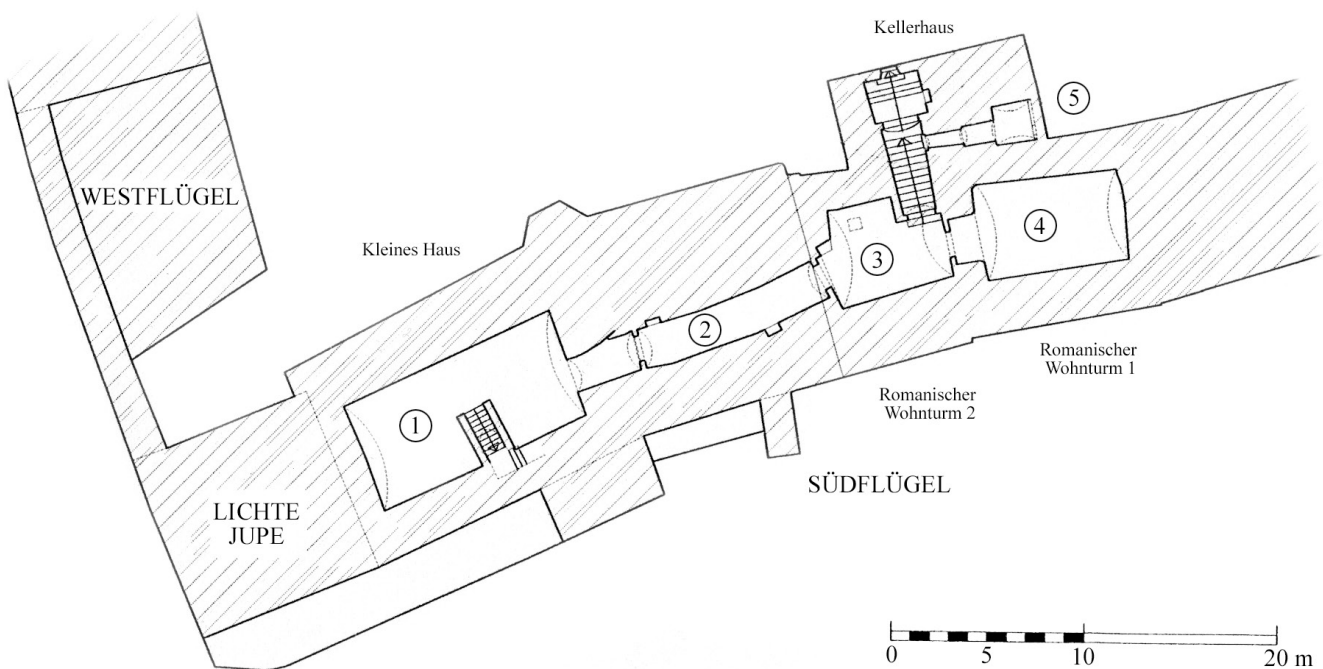 Kellerhaus
5
WESTFLÜGEL
4
Kleines Haus
3
2
Romanischer
Wohnturm 1
Romanischer
Wohnturm 2
1
SÜDFLÜGEL
LICHTE
JUPE
0 5 10 20 m